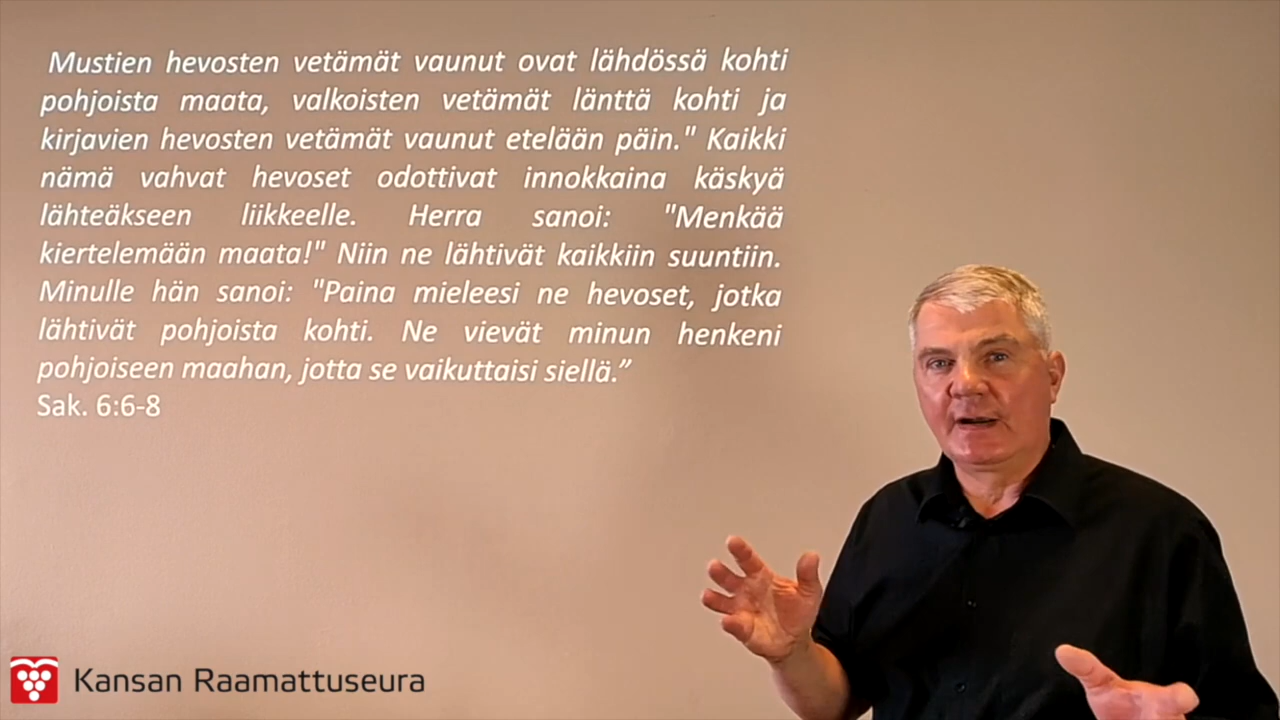 Mustien hevosten vetämät vaunut ovat lähdössä kohti
pohjoista maata, valkoisten vetämät länttä kohti ja
kirjavien hevosten vetämät vaunut etelään päin." Kaikki
nämä vahvat hevoset odottivat innokkaina käskyä
lähteäkseen liikkeelle. Herra sanoi: "Menkää
kiertelemään maata!" Niin ne lähtivät kaikkiin suuntiin.
Minulle hän sanoi: "Paina mieleesi ne hevoset, jotka
lähtivät pohjoista kohti. Ne vievät minun henkeni
pohjoiseen maahan, jotta se vaikuttaisi siellä.”
Sak. 6:6-8
Kansan Raamattuseura